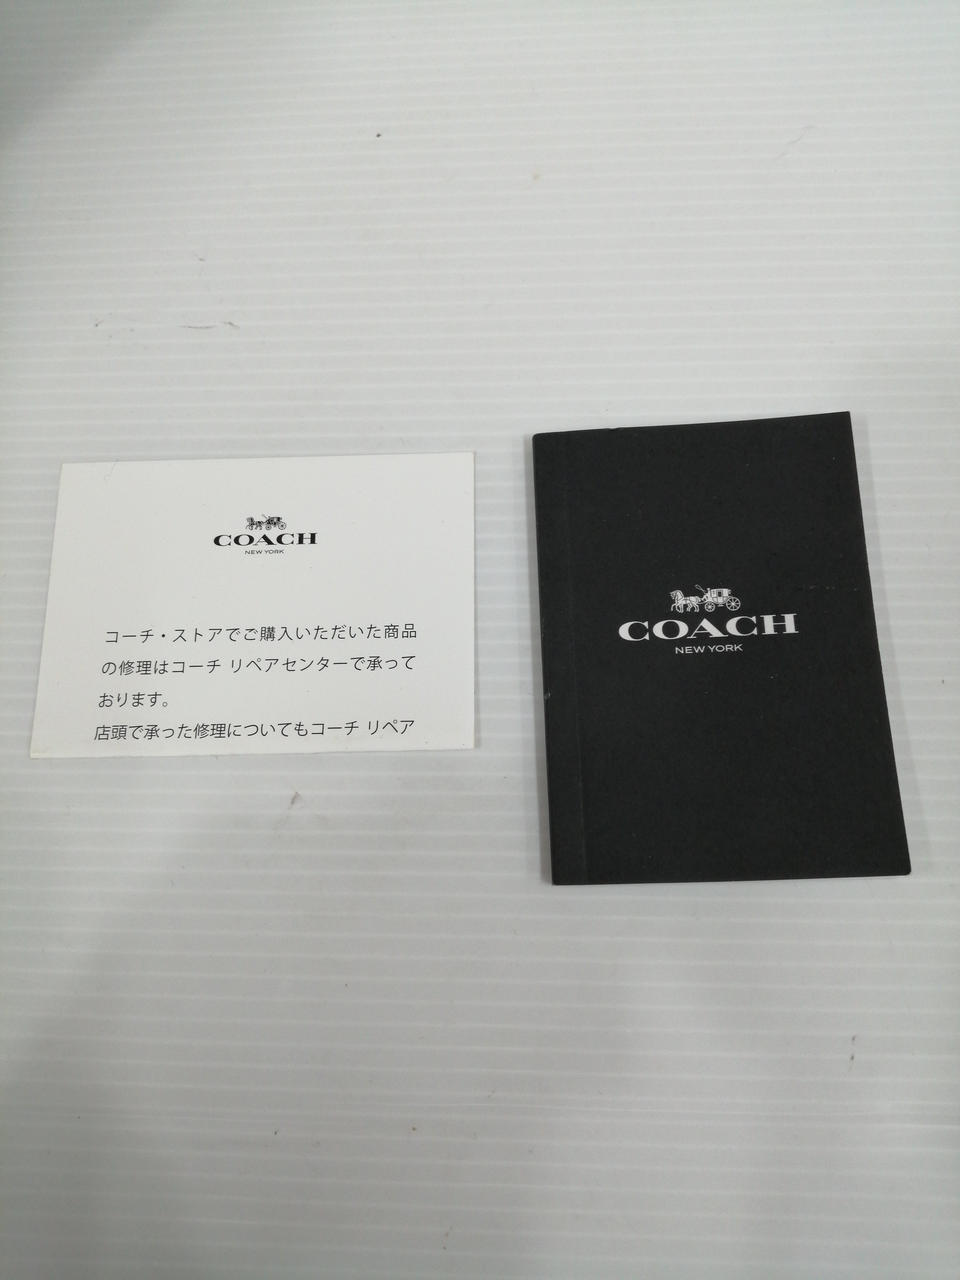 COACH
NEW YORK
コーチ・ストアでご購入いただいた商品
の修理はコーチ リペアセンターで承って
おります。
店頭で承った修理についてもコーチ リペア
COACH
NEW YORK